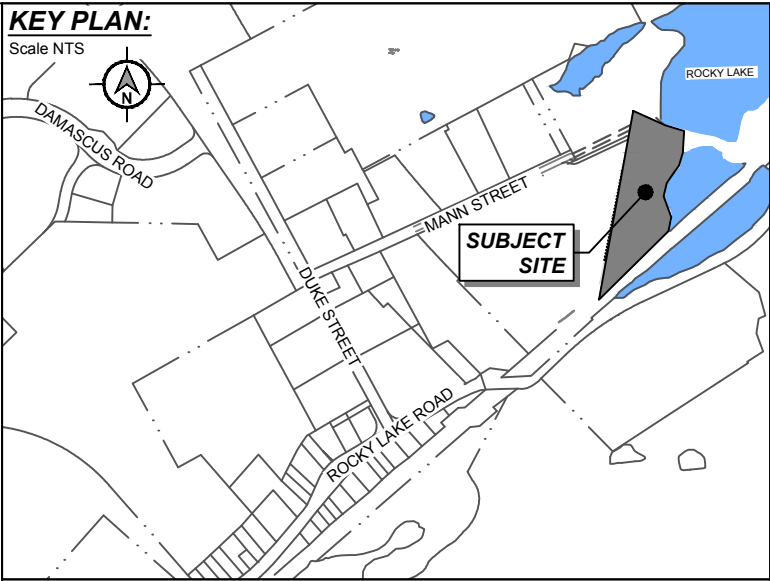 KEY PLAN:
Scale NTS
N
ROCKY LAKE
DAMASCUS ROAD
MANN STREET
SUBJECT
SITE
DUKE STREET
ROCKY LAKE ROAD